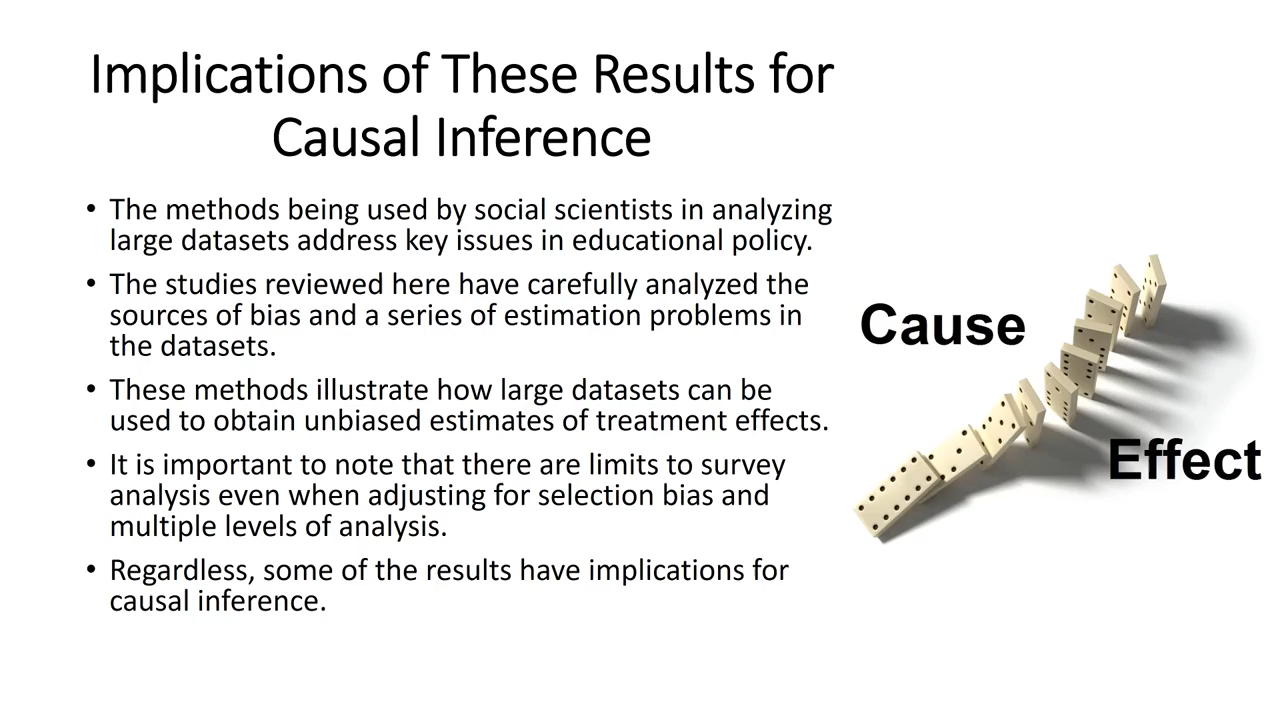 Implications of These Results for
Causal Inference
• The methods being used by social scientists in analyzing
large datasets address key issues in educational policy.
• The studies reviewed here have carefully analyzed the
sources of bias and a series of estimation problems in
the datasets.
• These methods illustrate how large datasets can be
used to obtain unbiased estimates of treatment effects.
• It is important to note that there are limits to survey
analysis even when adjusting for selection bias and
multiple levels of analysis.
• Regardless, some of the results have implications for
causal inference.
Cause
Effect